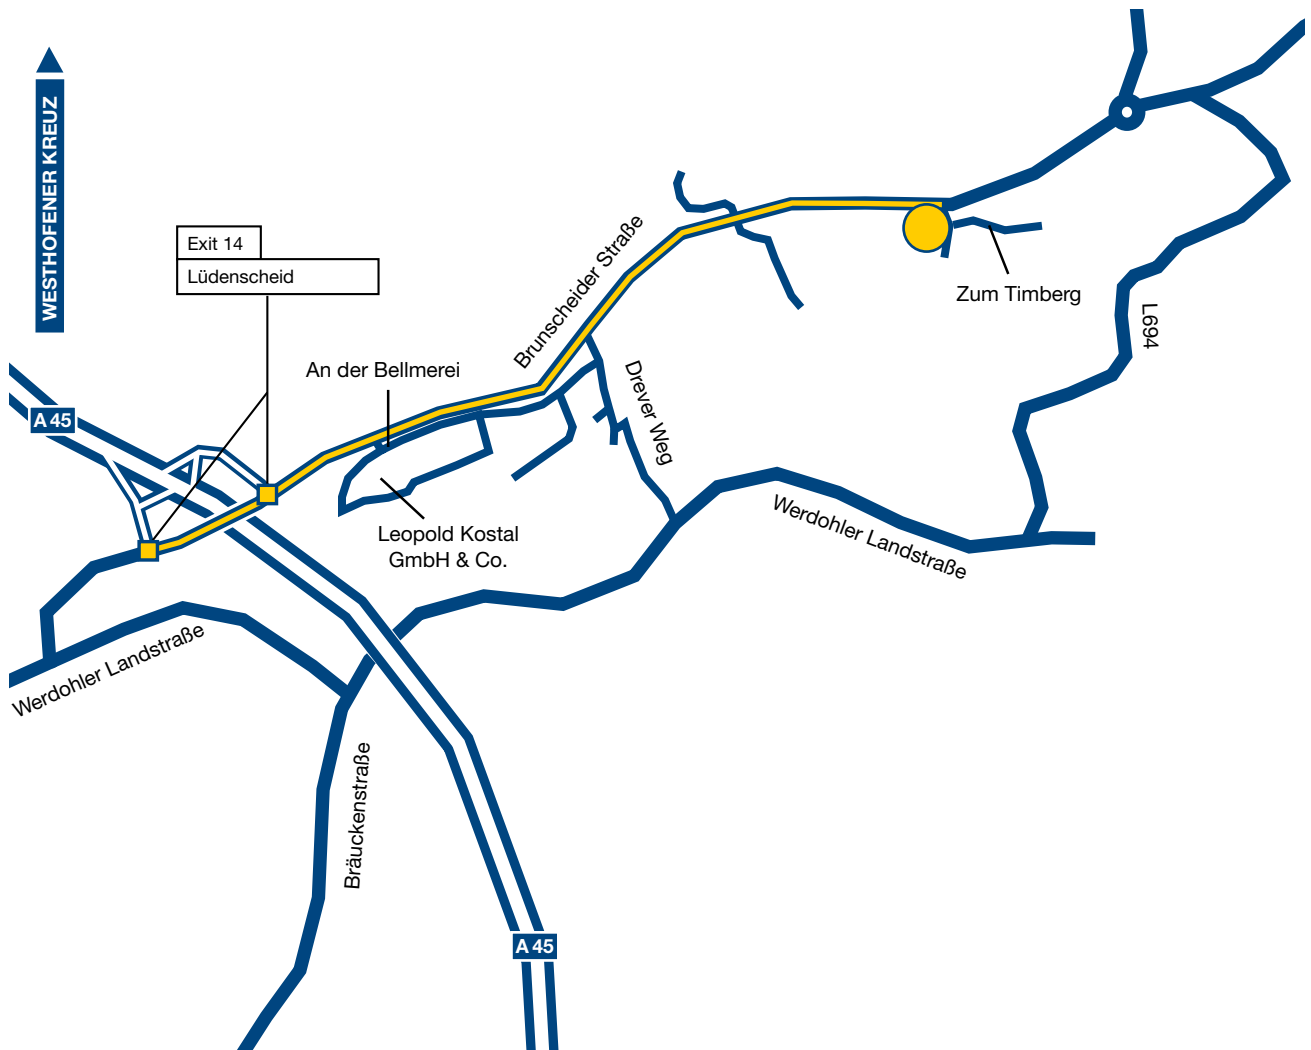 WESTHOFENER KREUZ
Exit 14
Lüdenscheid
Brunscheider Straße
Zum Timberg
L694
An der Bellmerei
Drever Weg
A 45
Leopold Kostal
GmbH & Co.
Werdohler Landstraße
Werdohler Landstraße
Bräuckenstraße
A 45